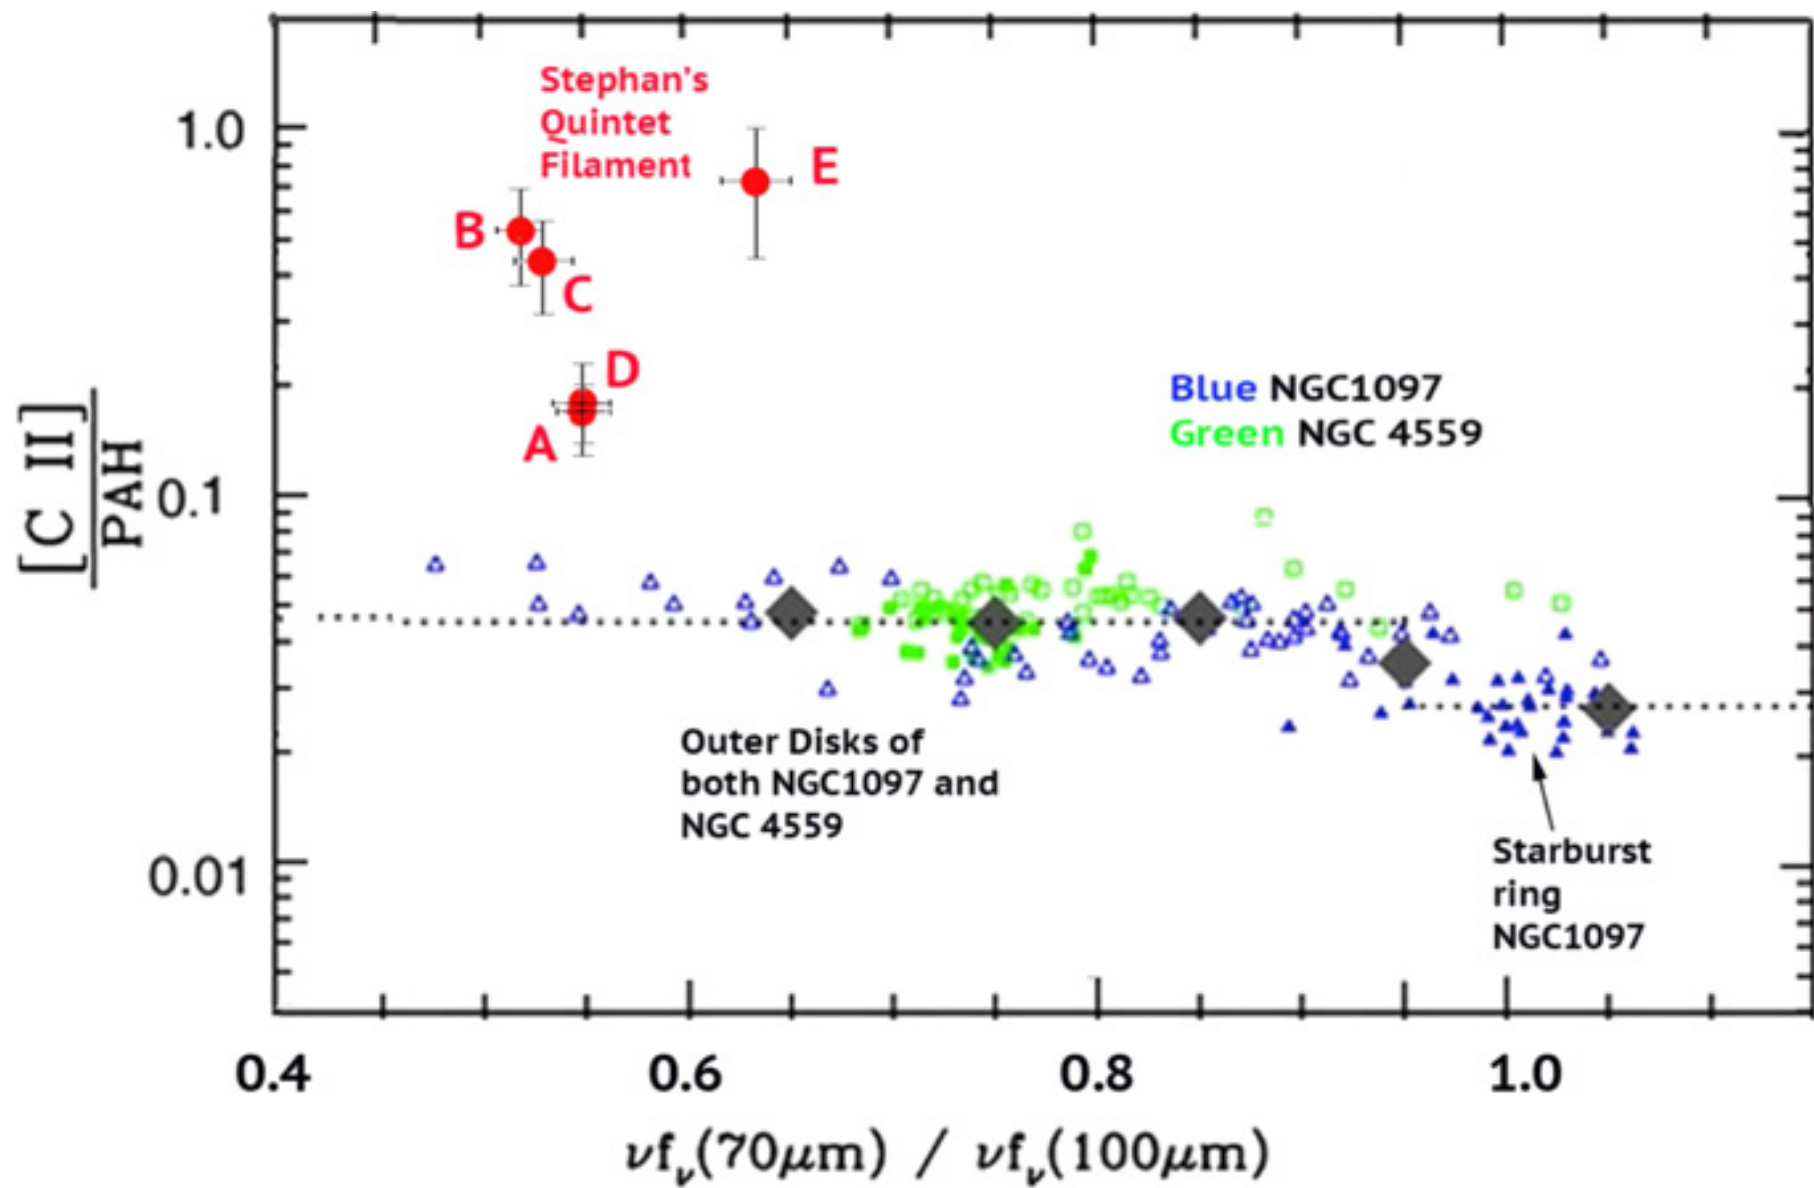 Stephan's
Quintet
Filament
1.0
E
B
C
D
A
Blue NGC1097
Green NGC 4559
[C II]
PAH
0.1
Outer Disks of
both NGC1097 and
NGC 4559
Starburst
ring
NGC1097
0.01
0.4 0.6 0.8 1.0
νfν(70μm) / νfν(100μm)